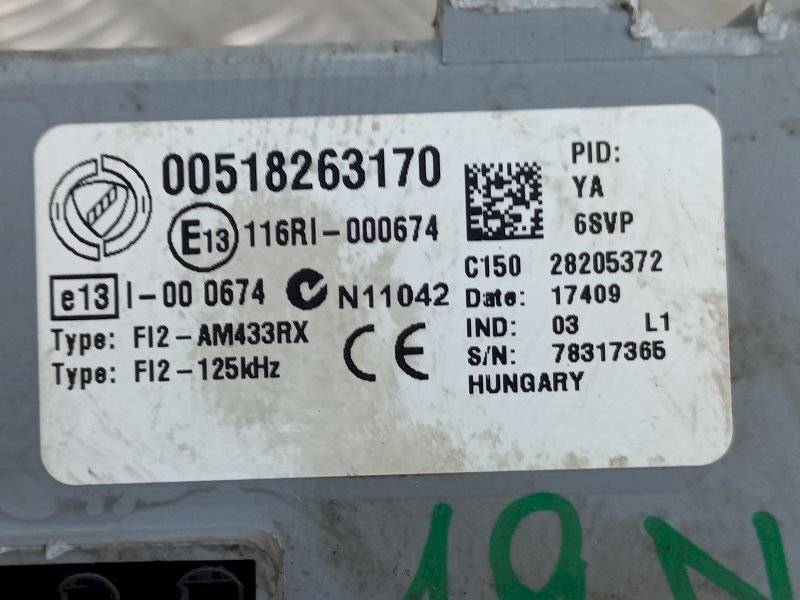 00518263170
E13 116RI-000674
e13 I-00 0674 N11042
Type: FI2-AM433RX
Type: FI2-125kHz
CE
PID:
YA
6SVP
C150 28205372
Date: 17409
IND: 03 L1
S/N: 78317365
HUNGARY